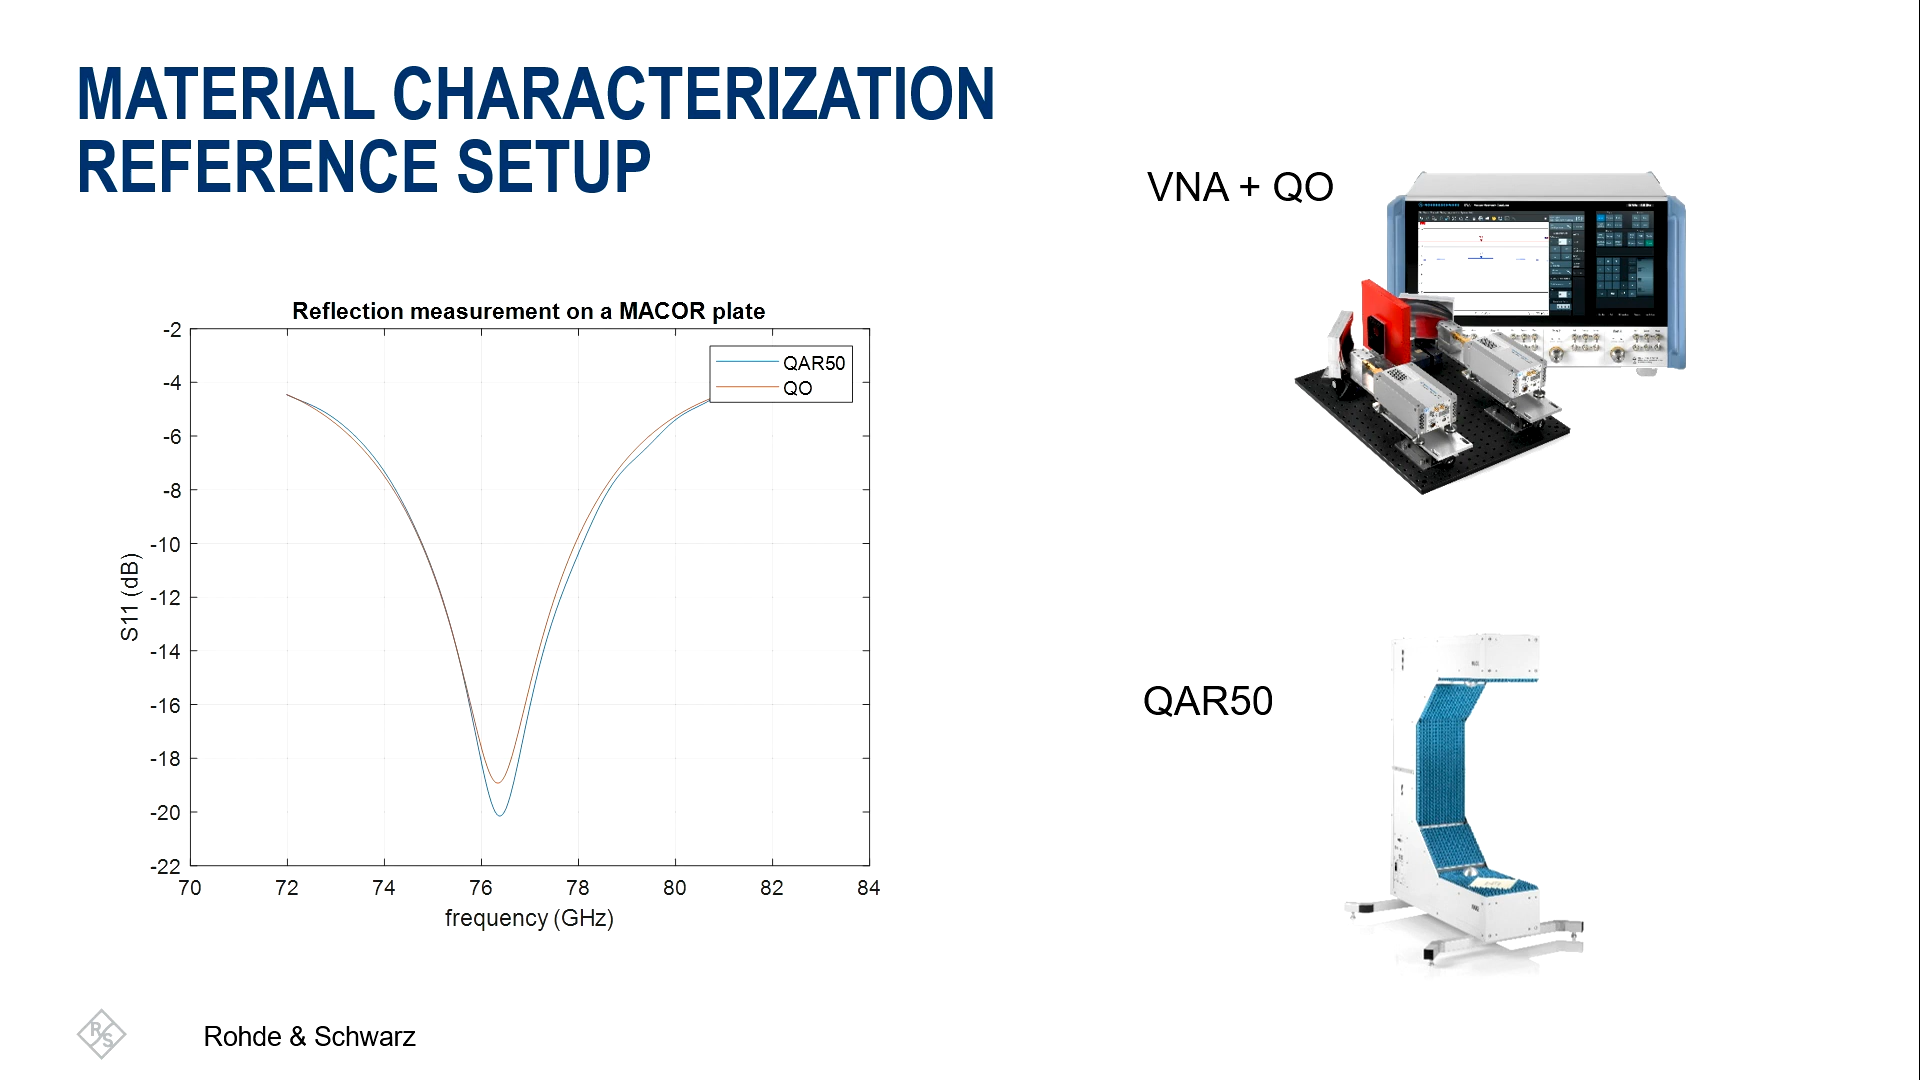 MATERIAL CHARACTERIZATION
REFERENCE SETUP
VNA + QO
Reflection measurement on a MACOR plate
-2
-4
-6
-8
-10
-12
-14
-16
-18
-20
-22
S11 (dB)
QAR50
QO
70 72 74 76 78 80 82 84
frequency (GHz)
QAR50
R S
Rohde & Schwarz